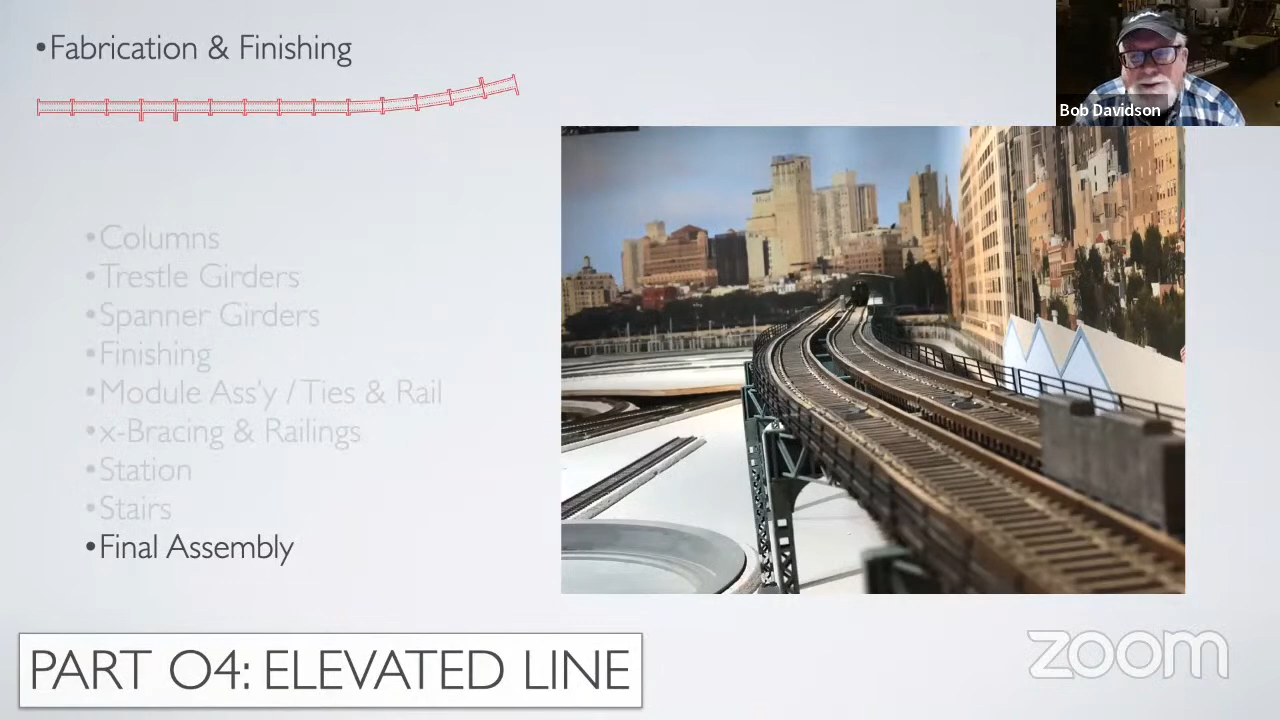 •Fabrication & Finishing
Bob Davidson
•Columns
•Trestle Girders
•Spanner Girders
•Finishing
•Module Ass'y / Ties & Rail
•x-Bracing & Railings
•Station
•Stairs
•Final Assembly
PART 04: ELEVATED LINE
zoom